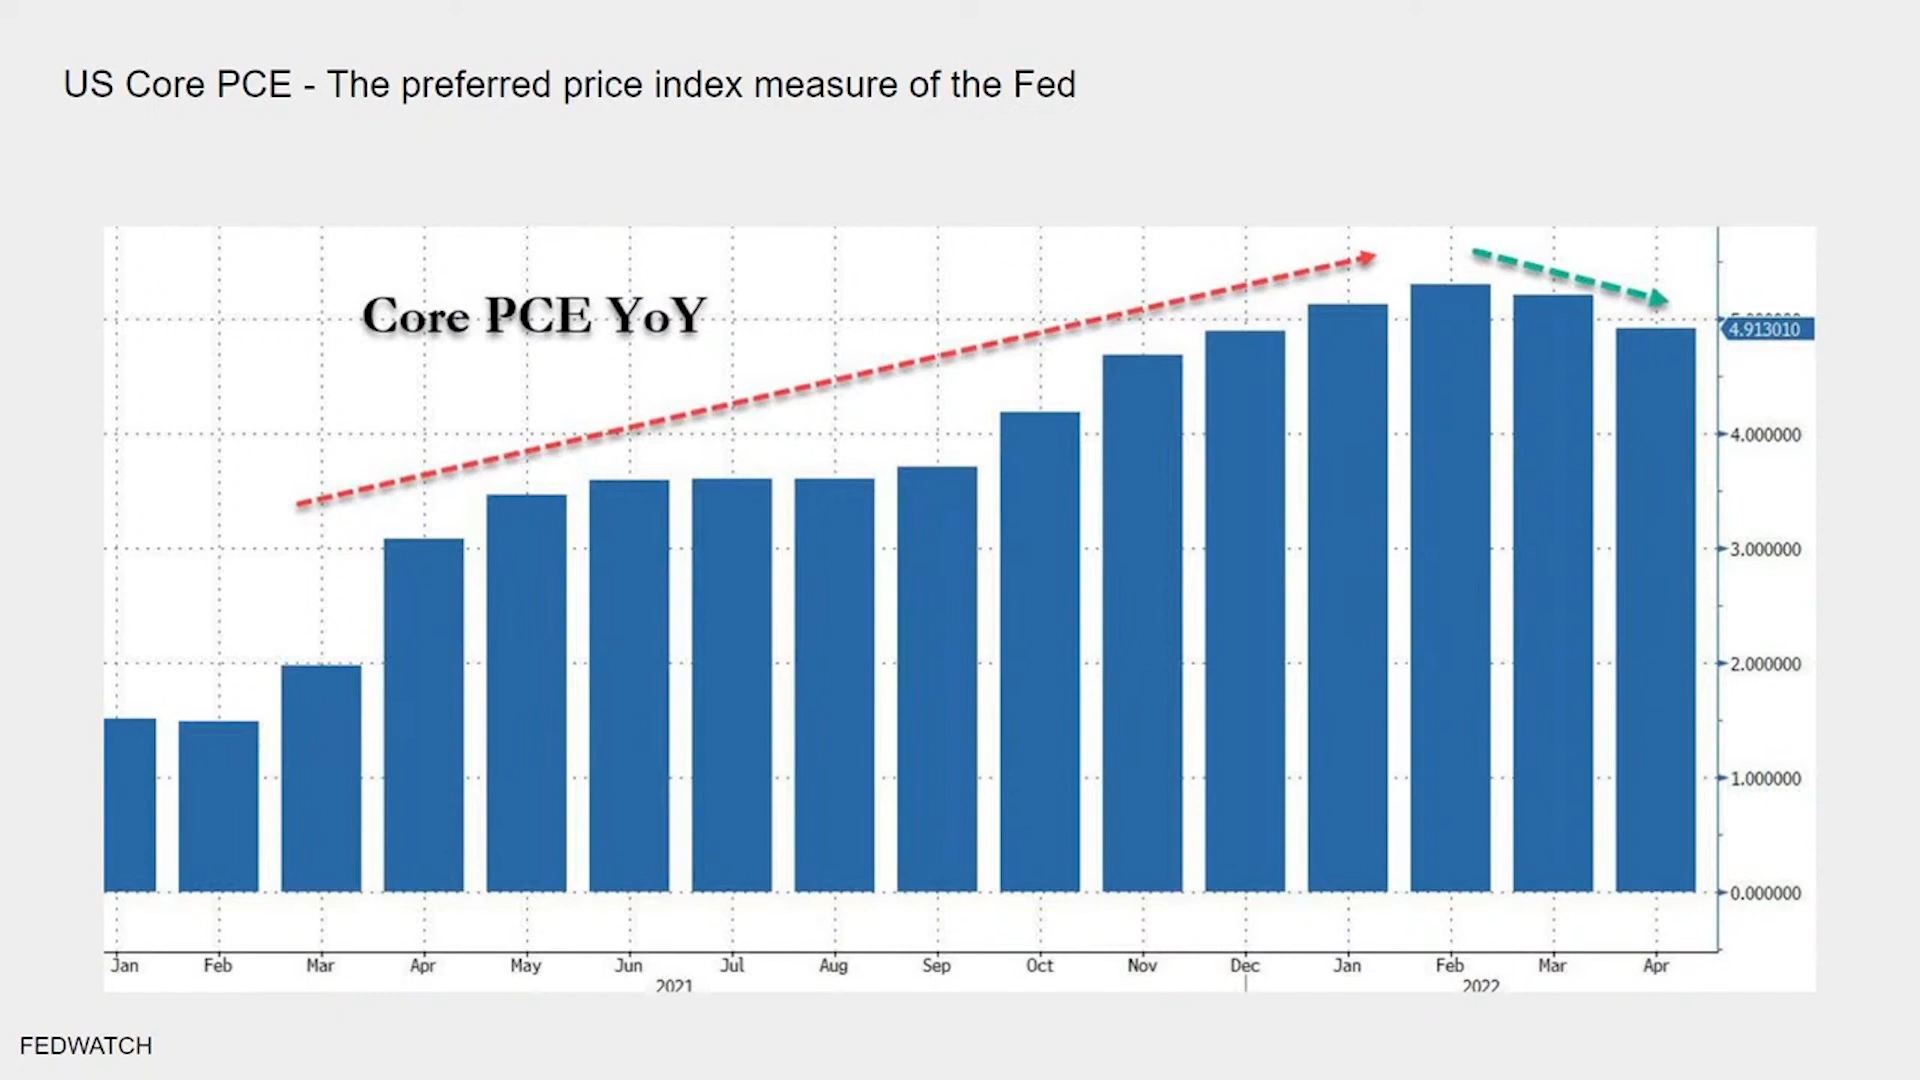 US Core PCE - The preferred price index measure of the Fed
Core PCE YoY
4.913010
4.000000
3.000000
2.000000
1.000000
0.000000
Jan Feb Mar Apr May Jun Jul Aug Sep Oct Nov Dec Jan Feb Mar Apr
2021 2022
FEDWATCH